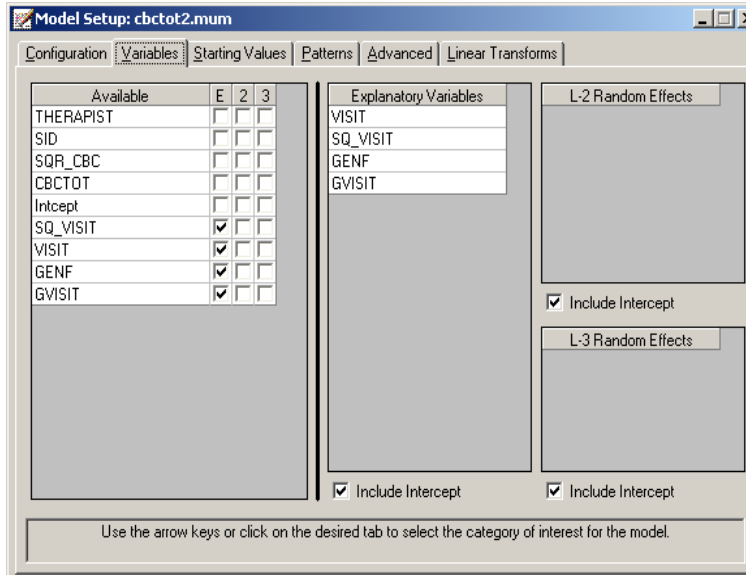 Model Setup: cbctot2.mum
Configuration Variables Starting Values Patterns Advanced Linear Transforms
Available E 2 3
THERAPIST
SID
SQR_CBC
CBCTOT
Intcept
SQ_VISIT
VISIT
GENF
GVISIT
Explanatory Variables
VISIT
SQ_VISIT
GENF
GVISIT
Include Intercept
L-2 Random Effects
Include Intercept
L-3 Random Effects
Include Intercept
Use the arrow keys or click on the desired tab to select the category of interest for the model.